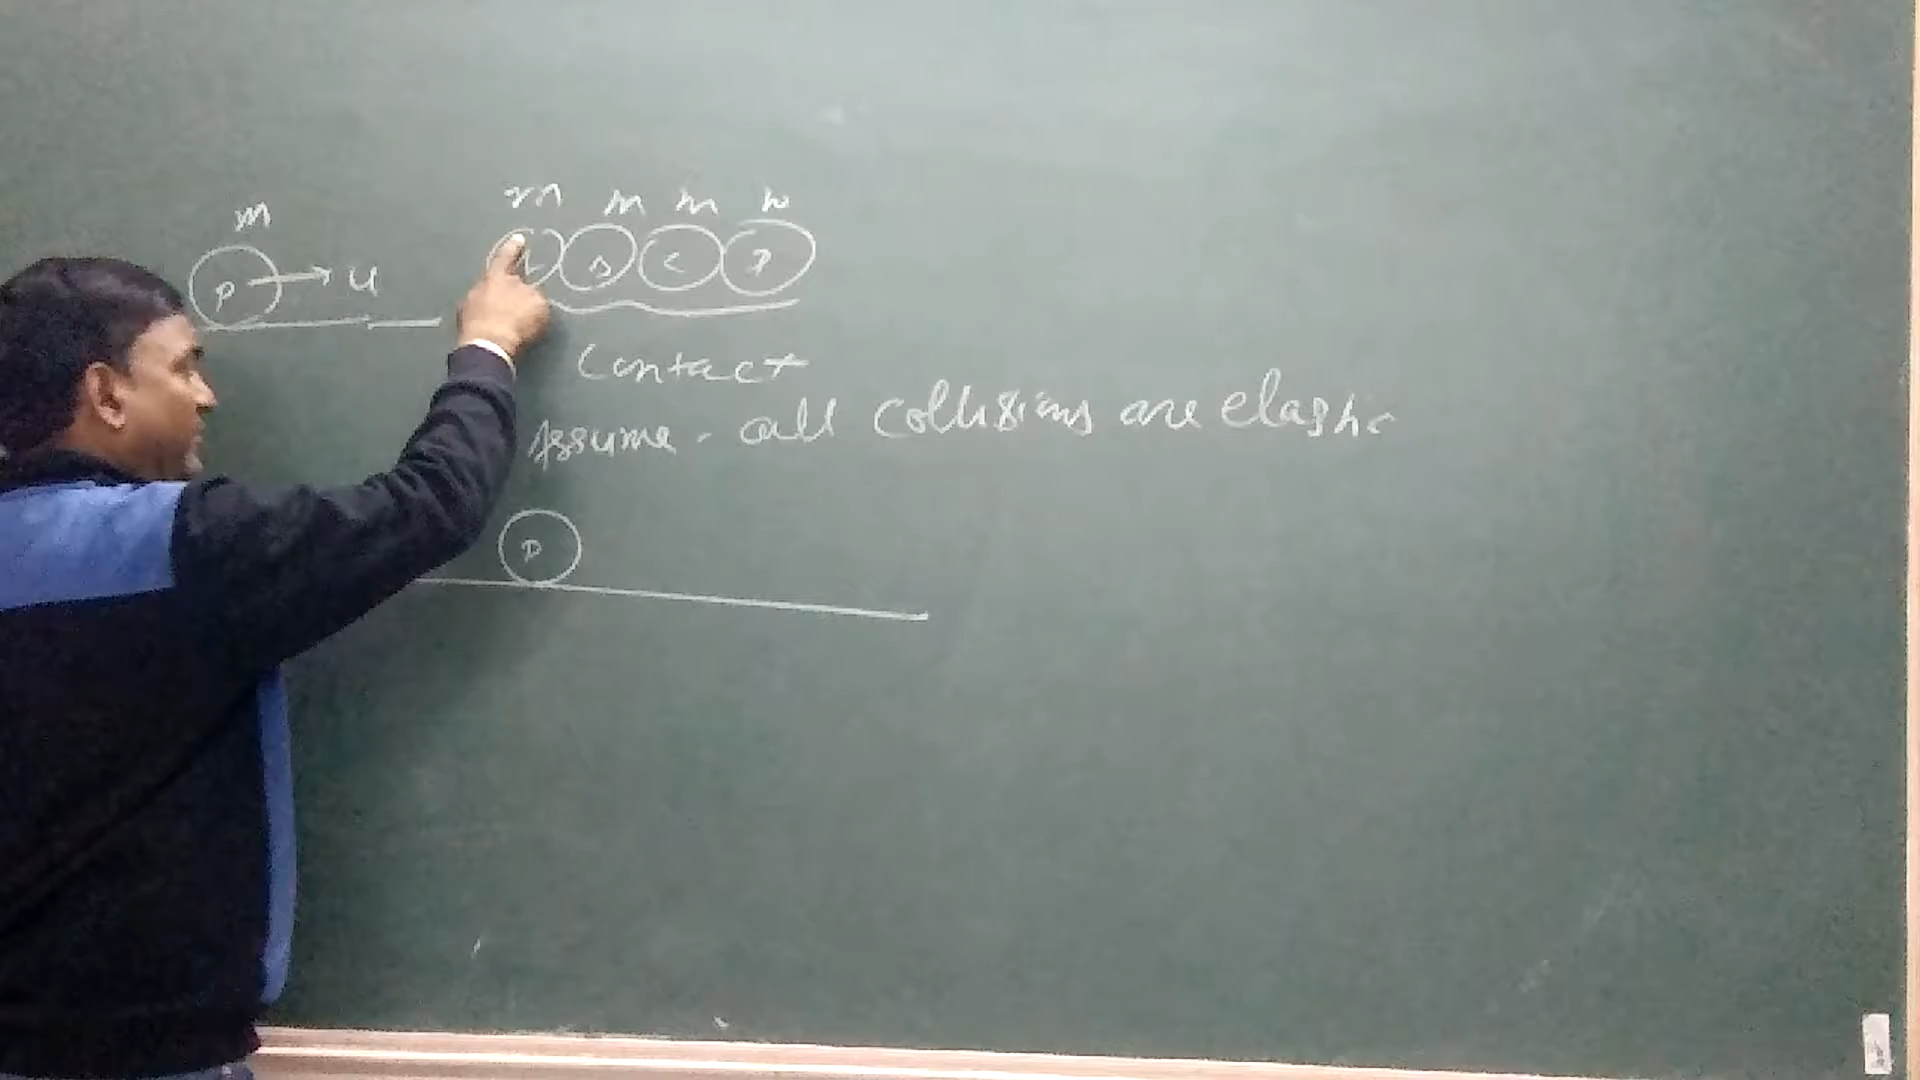 m m m m
m
P → u
B C D
Contact
Assume - all collisions are elastic
P